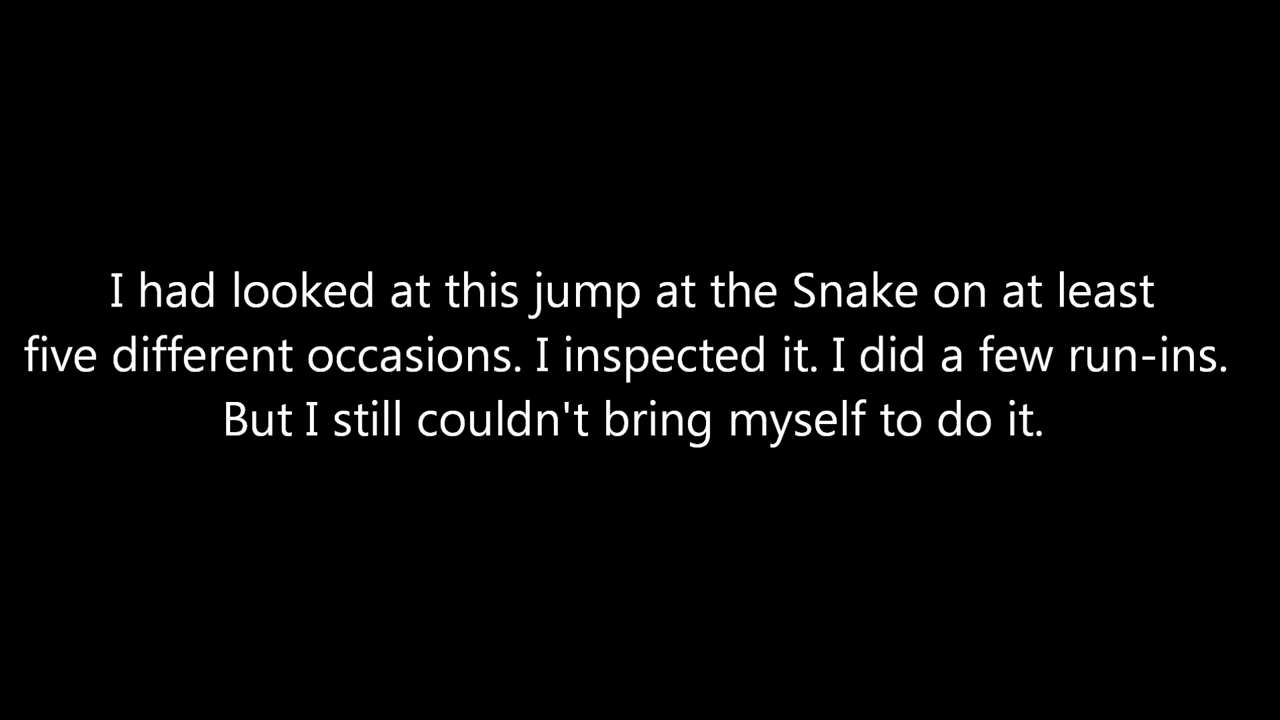 I had looked at this jump at the Snake on at least
five different occasions. I inspected it. I did a few run-ins.
But I still couldn't bring myself to do it.